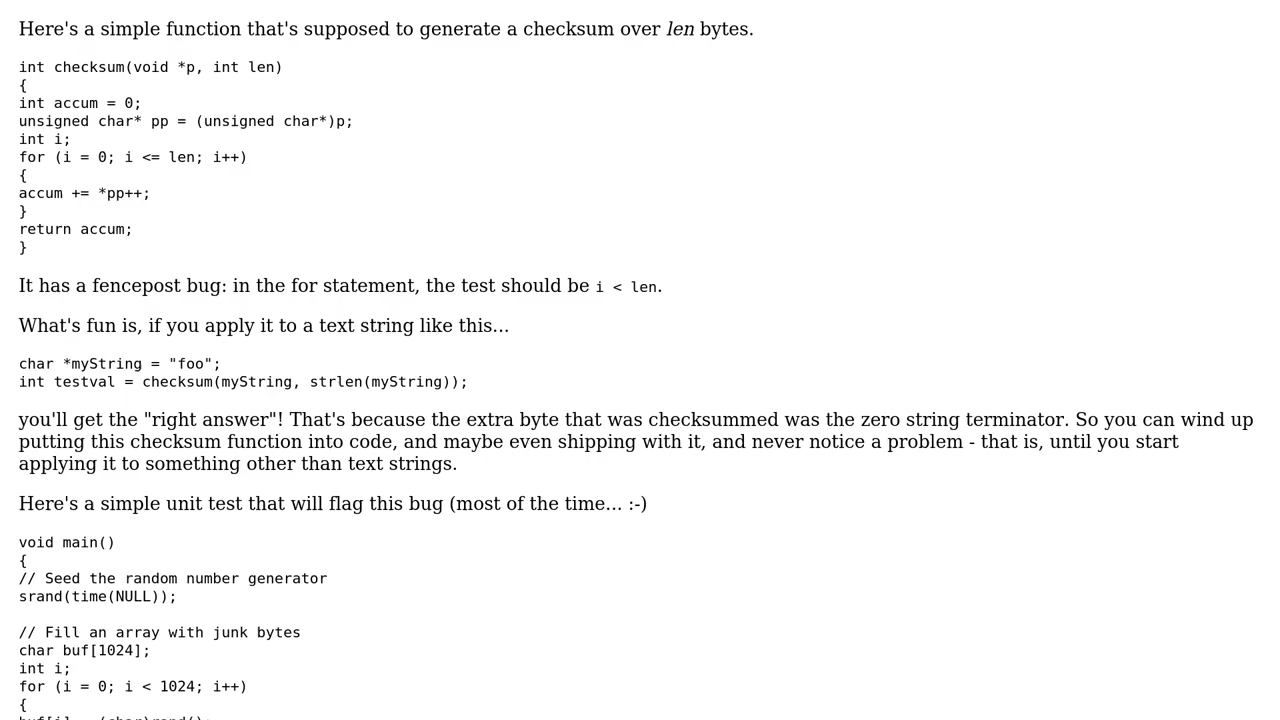 Here's a simple function that's supposed to generate a checksum over len bytes.
int checksum(void *p, int len)
{
int accum = 0;
unsigned char* pp = (unsigned char*)p;
int i;
for (i = 0; i <= len; i++)
{
accum += *pp++;
}
return accum;
}
It has a fencepost bug: in the for statement, the test should be i < len.
What's fun is, if you apply it to a text string like this...
char *myString = "foo";
int testval = checksum(myString, strlen(myString));
you'll get the "right answer"! That's because the extra byte that was checksummed was the zero string terminator. So you can wind up
putting this checksum function into code, and maybe even shipping with it, and never notice a problem - that is, until you start
applying it to something other than text strings.
Here's a simple unit test that will flag this bug (most of the time... :-)
void main()
{
// Seed the random number generator
srand(time(NULL));
// Fill an array with junk bytes
char buf[1024];
int i;
for (i = 0; i < 1024; i++)
{